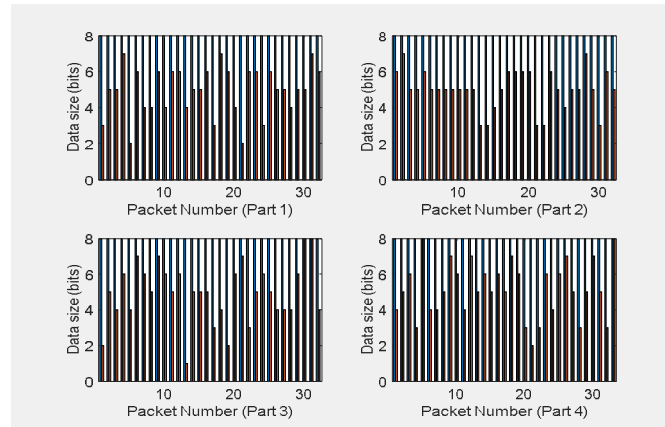 8
6
4
2
0
Data size (bits)
10 20 30
Packet Number (Part 1)
8
6
4
2
0
Data size (bits)
10 20 30
Packet Number (Part 2)
8
6
4
2
0
Data size (bits)
10 20 30
Packet Number (Part 3)
8
6
4
2
0
Data size (bits)
10 20 30
Packet Number (Part 4)